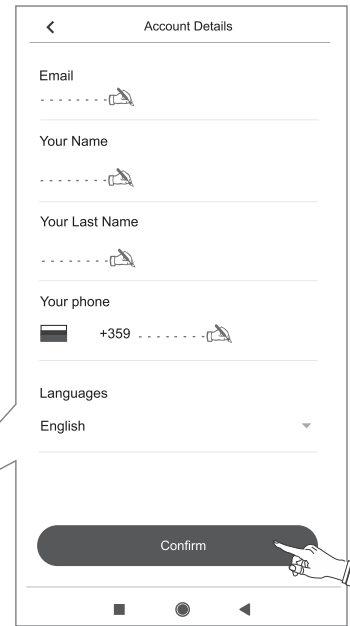 Account Details
Email
Your Name
Your Last Name
Your phone
+359
Languages
English
Confirm